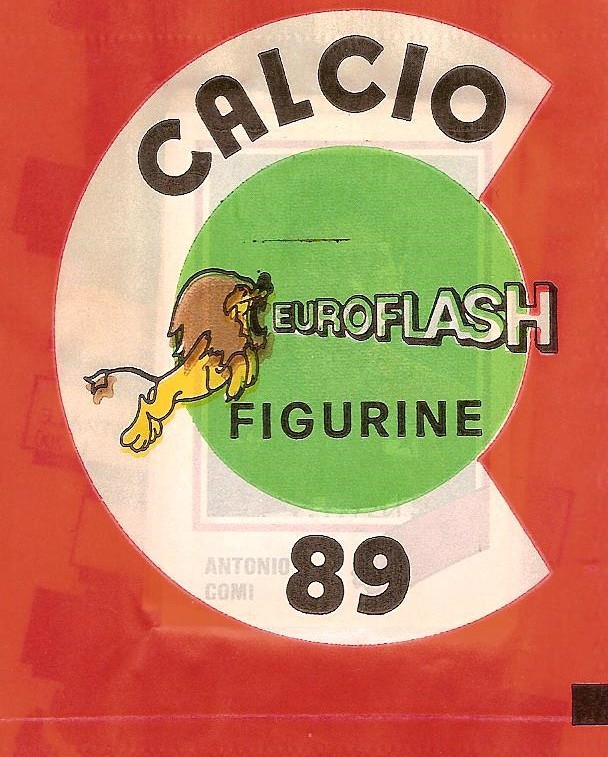 CALCIO
EUROFLASH
FIGURINE
ANTONIO
COMI
89